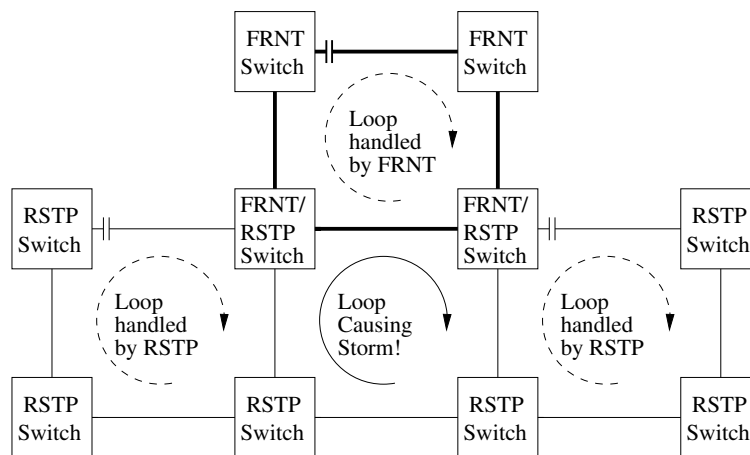 FRNT
Switch
FRNT
Switch
Loop
handled
by FRNT
RSTP
Switch
FRNT/
RSTP
Switch
FRNT/
RSTP
Switch
RSTP
Switch
Loop
handled
by RSTP
Loop
Causing
Storm!
Loop
handled
by RSTP
RSTP
Switch
RSTP
Switch
RSTP
Switch
RSTP
Switch